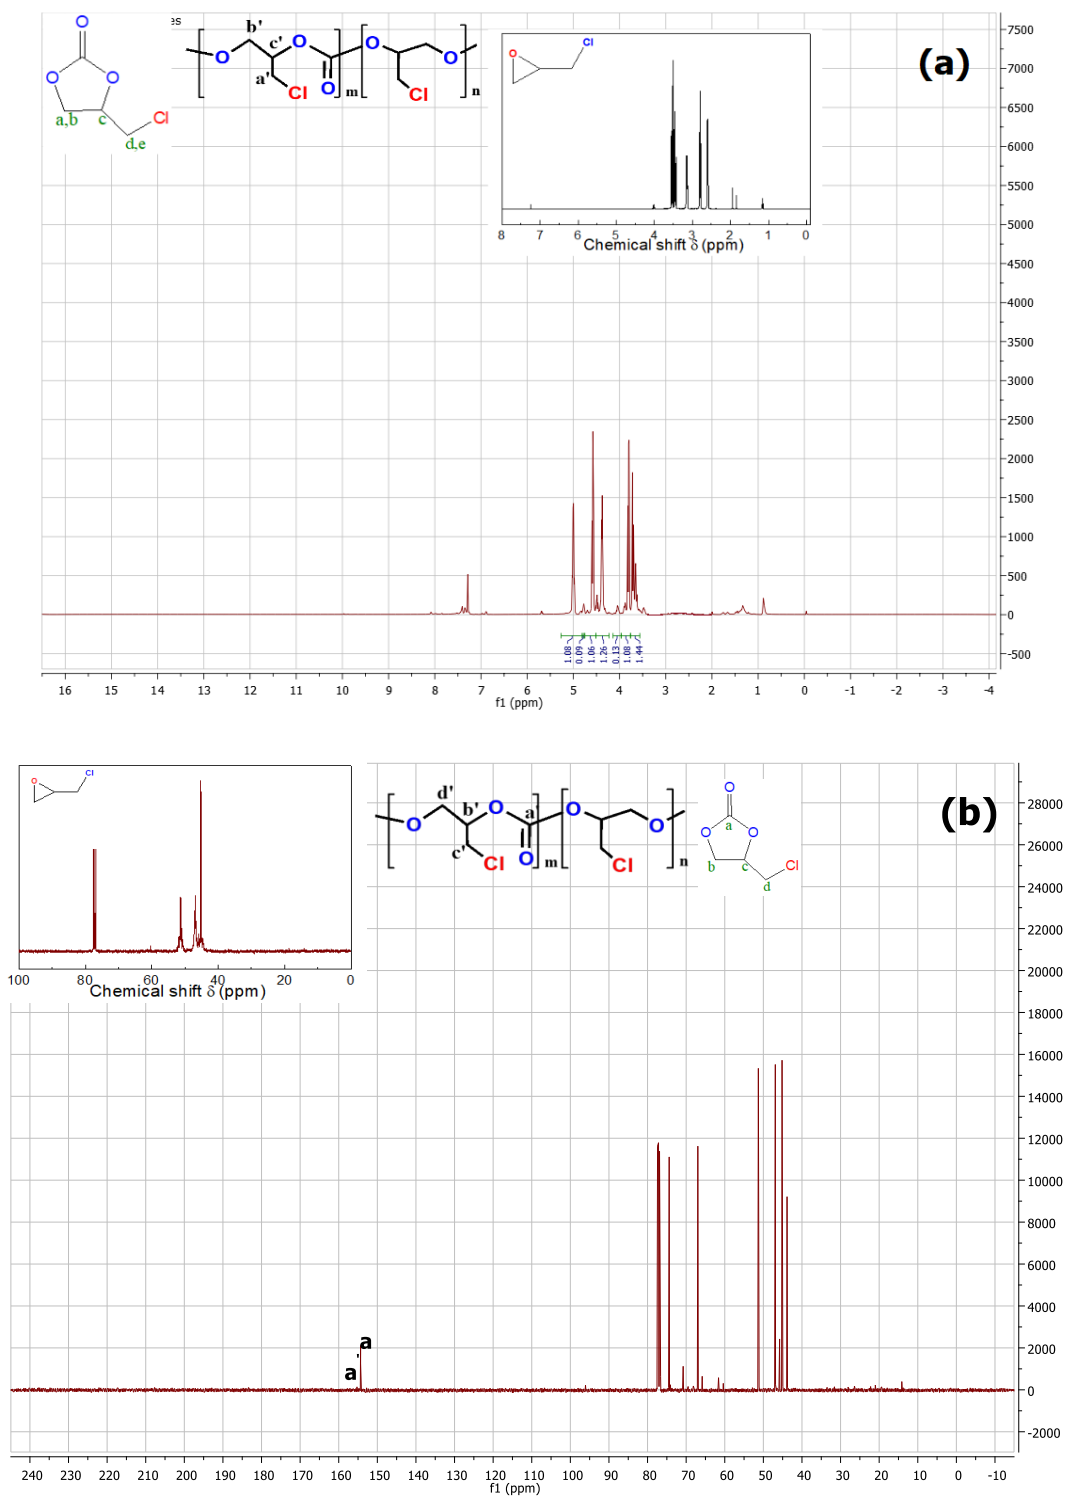 es
O
O
O
Cl
a,b
c
d,e
b'
O
c'
O
a'
Cl
O
m
O
O
Cl
n
O
Cl
8 7 6 5 4 3 2 1 0
Chemical shift δ (ppm)
(a)
7500
7000
6500
6000
5500
5000
4500
4000
3500
3000
2500
2000
1500
1000
500
0
-500
1.08
0.09
1.06
1.26
0.13
1.08
1.44
16 15 14 13 12 11 10 9 8 7 6 5 4 3 2 1 0 -1 -2 -3 -4
f1 (ppm)
O
Cl
100 80 60 40 20 0
Chemical shift δ (ppm)
d'
O
b'
O
a'
c'
Cl
O
m
O
O
Cl
n
O
a
O
O
b
c
Cl
d
(b)
28000
26000
24000
22000
20000
18000
16000
14000
12000
10000
8000
6000
4000
2000
0
-2000
a
a'
240 230 220 210 200 190 180 170 160 150 140 130 120 110 100 90 80 70 60 50 40 30 20 10 0 -10
f1 (ppm)